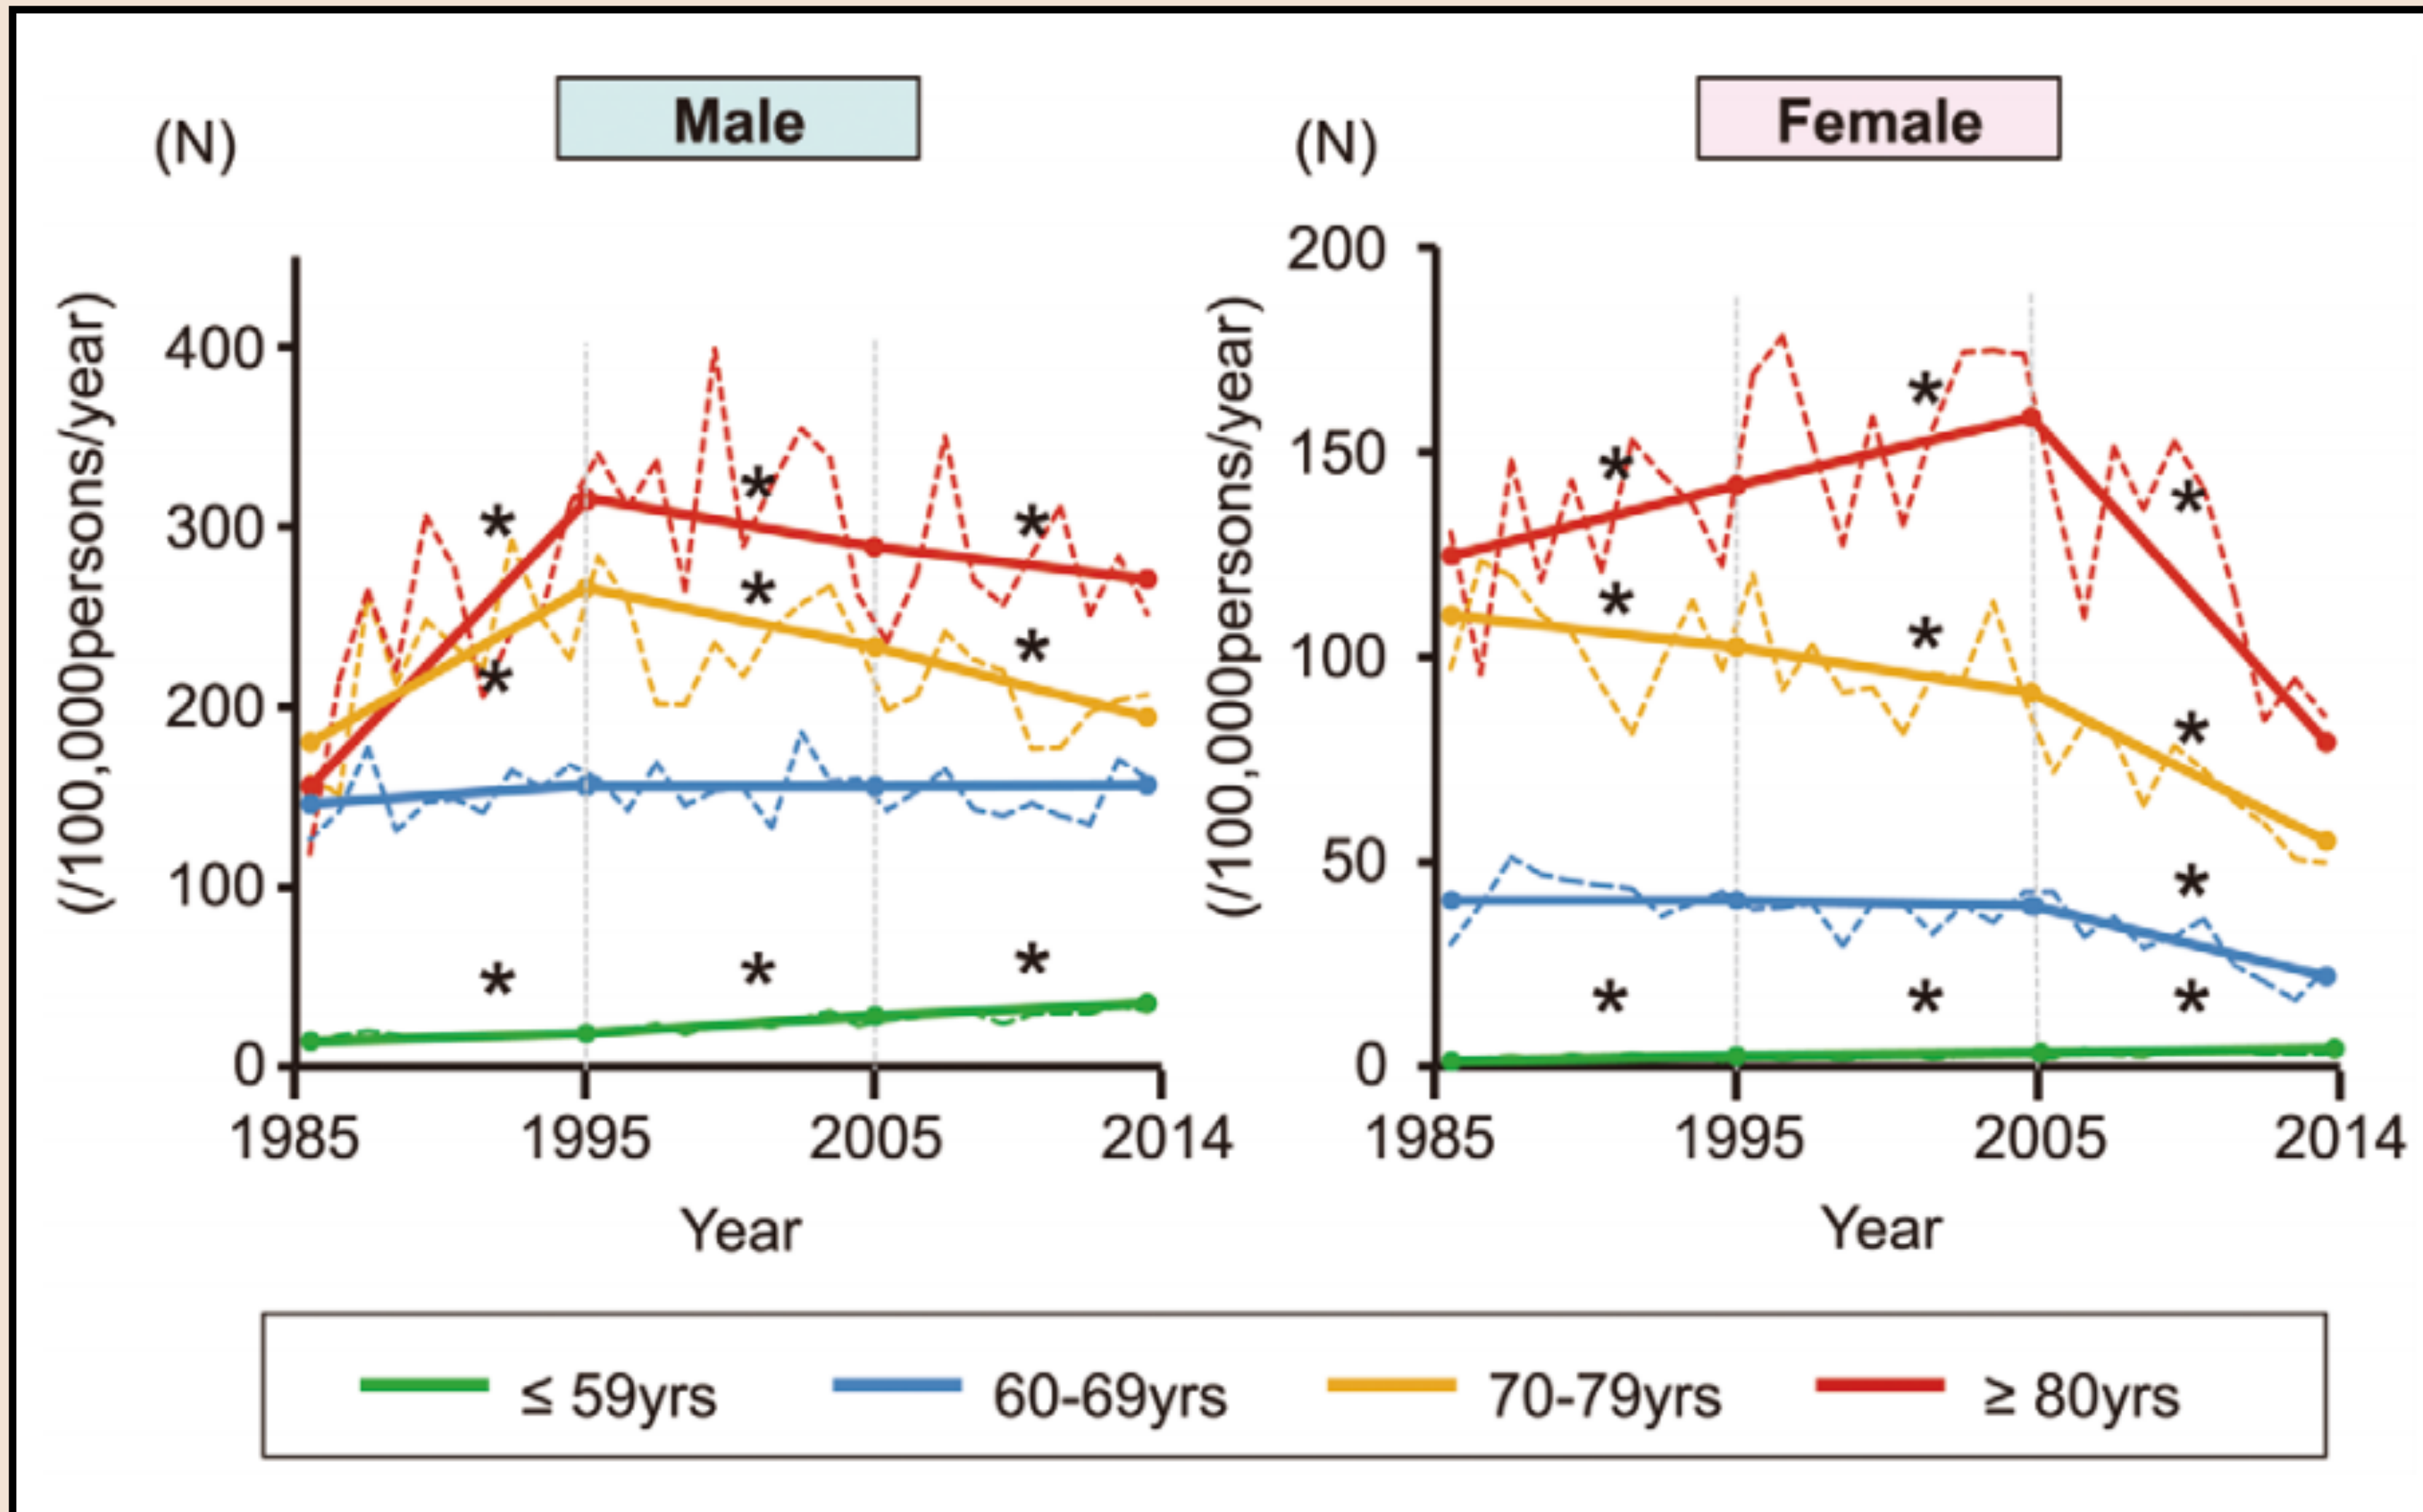 Male
(N)
(/100,000persons/year)
400
300
200
100
0
* * * * * * * * *
1985 1995 2005 2014
Year
Female
(N)
(/100,000persons/year)
200
150
100
50
0
* * * * * * * * * *
1985 1995 2005 2014
Year
≤ 59yrs 60-69yrs 70-79yrs ≥ 80yrs